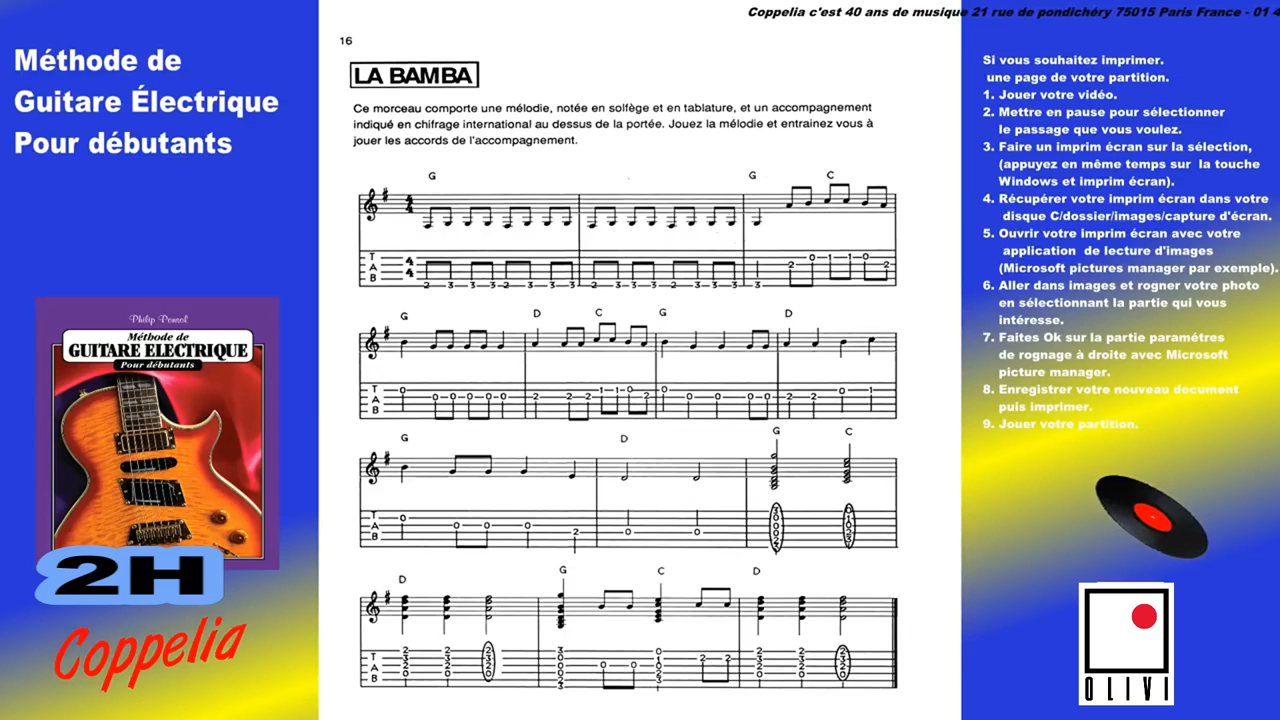 Coppelia c'est 40 ans de musique 21 rue de pondichéry 75015 Paris France - 01 4
Méthode de
Guitare Électrique
Pour débutants
Philip Pomol
Méthode de
GUITARE ELECTRIQUE
Pour débutants
2H
Coppelia
16
LA BAMBA
Ce morceau comporte une mélodie, notée en solfège et en tablature, et un accompagnement
indiqué en chifrage international au dessus de la portée. Jouez la mélodie et entrainez vous à
jouer les accords de l'accompagnement.
G G C
G D C G D
G D G C
D G C D
Si vous souhaitez imprimer.
une page de votre partition.
1. Jouer votre vidéo.
2. Mettre en pause pour sélectionner
le passage que vous voulez.
3. Faire un imprim écran sur la sélection,
(appuyez en même temps sur la touche
Windows et imprim écran).
4. Récupérer votre imprim écran dans votre
disque C/dossier/images/capture d'écran.
5. Ouvrir votre imprim écran avec votre
application de lecture d'images
(Microsoft pictures manager par exemple).
6. Aller dans images et rogner votre photo
en sélectionnant la partie qui vous
intéresse.
7. Faites Ok sur la partie paramétres
de rognage à droite avec Microsoft
picture manager.
8. Enregistrer votre nouveau document
puis imprimer.
9. Jouer votre partition.
OLIVI